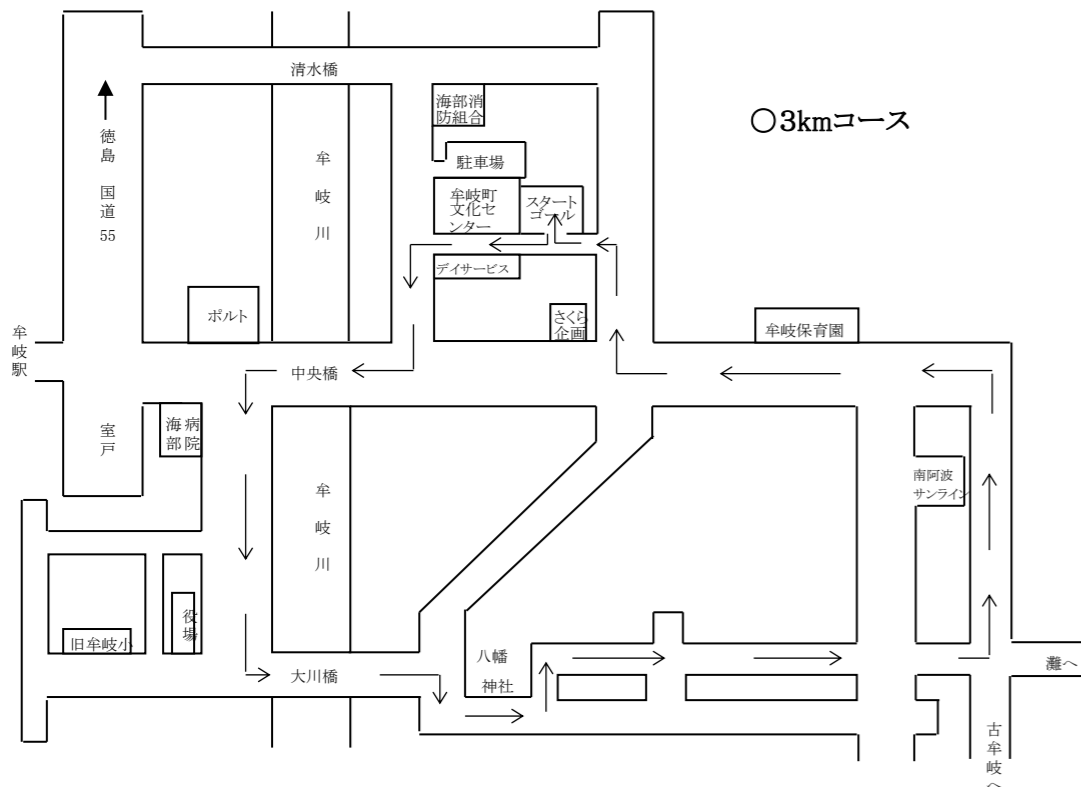 清水橋
海部消
防組合
○3kmコース
徳島 国道 55
牟岐川
駐車場
牟岐町
文化セ
ンター
スタート
ゴール
デイサービス
ポルト
さくら
企画
牟岐保育園
牟岐駅
中央橋
室戸
海部
病院
牟岐川
南阿波
サンライン
役場
旧牟岐小
大川橋
八幡
神社
灘へ
古牟岐へ